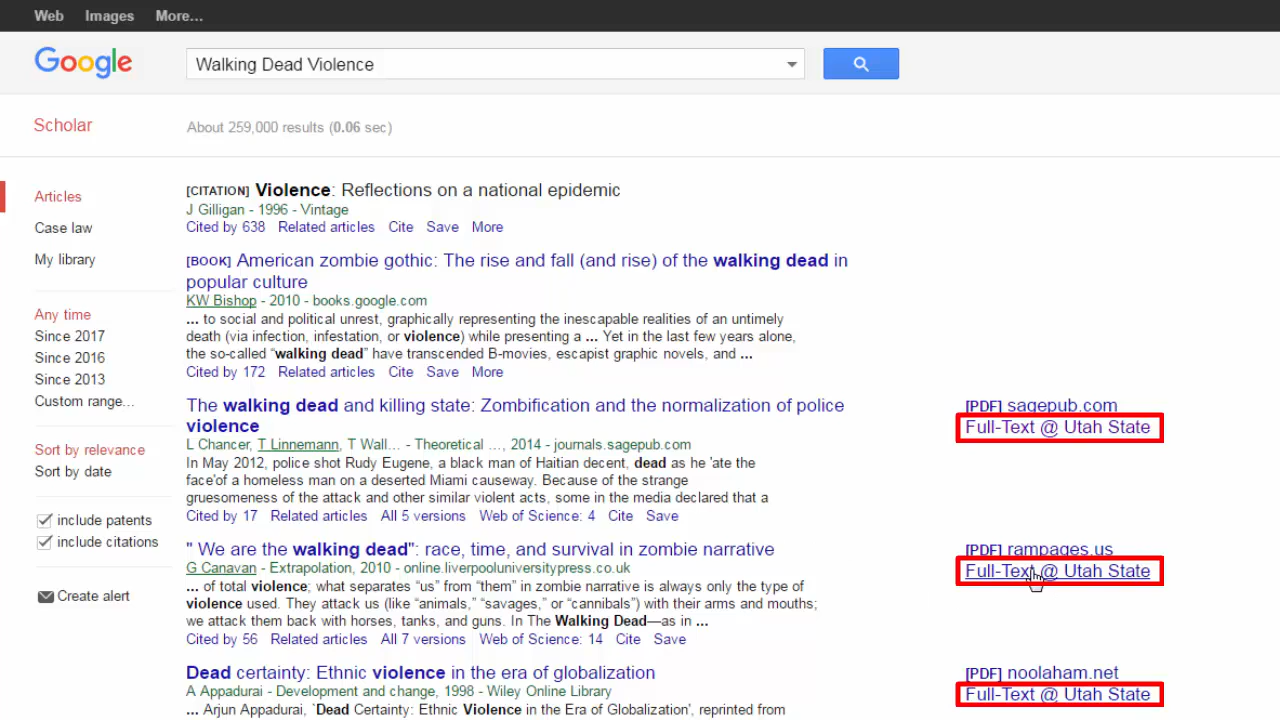 Web Images More...
Google
Walking Dead Violence
Scholar
About 259,000 results (0.06 sec)
Articles
Case law
My library
Any time
Since 2017
Since 2016
Since 2013
Custom range...
Sort by relevance
Sort by date
include patents
include citations
Create alert
[CITATION] Violence: Reflections on a national epidemic
J Gilligan - 1996 - Vintage
Cited by 638 Related articles Cite Save More
[BOOK] American zombie gothic: The rise and fall (and rise) of the walking dead in
popular culture
KW Bishop - 2010 - books.google.com
... to social and political unrest, graphically representing the inescapable realities of an untimely
death (via infection, infestation, or violence) while presenting a ... Yet in the last few years alone,
the so-called “walking dead” have transcended B-movies, escapist graphic novels, and ...
Cited by 172 Related articles Cite Save More
The walking dead and killing state: Zombification and the normalization of police
violence
L Chancer, T Linnemann, T Wall... - Theoretical ..., 2014 - journals.sagepub.com
In May 2012, police shot Rudy Eugene, a black man of Haitian decent, dead as he 'ate the
face'of a homeless man on a deserted Miami causeway. Because of the strange
gruesomeness of the attack and other similar violent acts, some in the media declared that a
Cited by 17 Related articles All 5 versions Web of Science: 4 Cite Save
[PDF] sagepub.com
Full-Text @ Utah State
" We are the walking dead": race, time, and survival in zombie narrative
G Canavan - Extrapolation, 2010 - online.liverpooluniversitypress.co.uk
... of total violence; what separates “us” from “them” in zombie narrative is always only the type of
violence used. They attack us (like “animals,” “savages,” or “cannibals”) with their arms and mouths;
we attack them back with horses, tanks, and guns. In The Walking Dead—as in ...
Cited by 56 Related articles All 7 versions Web of Science: 14 Cite Save
[PDF] rampages.us
Full-Text @ Utah State
Dead certainty: Ethnic violence in the era of globalization
A Appadurai - Development and change, 1998 - Wiley Online Library
... Arjun Appadurai, `Dead Certainty: Ethnic Violence in the Era of Globalization', reprinted from
[PDF] noolaham.net
Full-Text @ Utah State